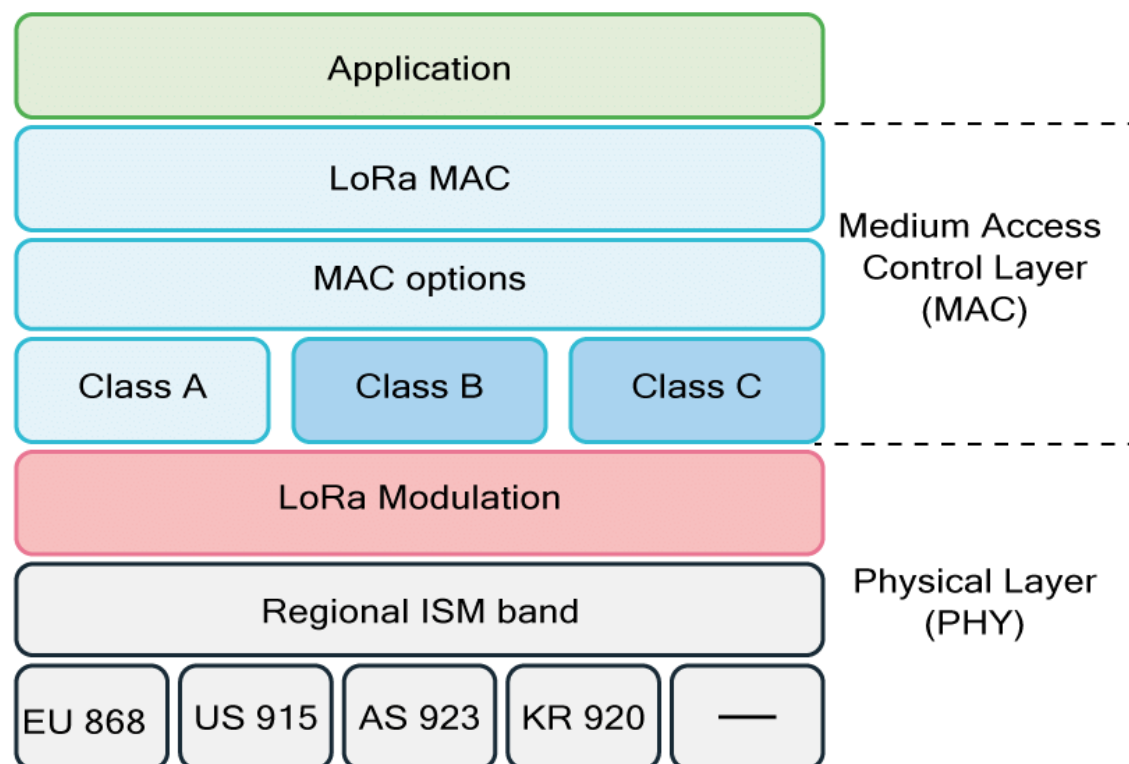 Application
LoRa MAC
MAC options
Class A
Class B
Class C
Medium Access
Control Layer
(MAC)
LoRa Modulation
Regional ISM band
EU 868
US 915
AS 923
KR 920
Physical Layer
(PHY)